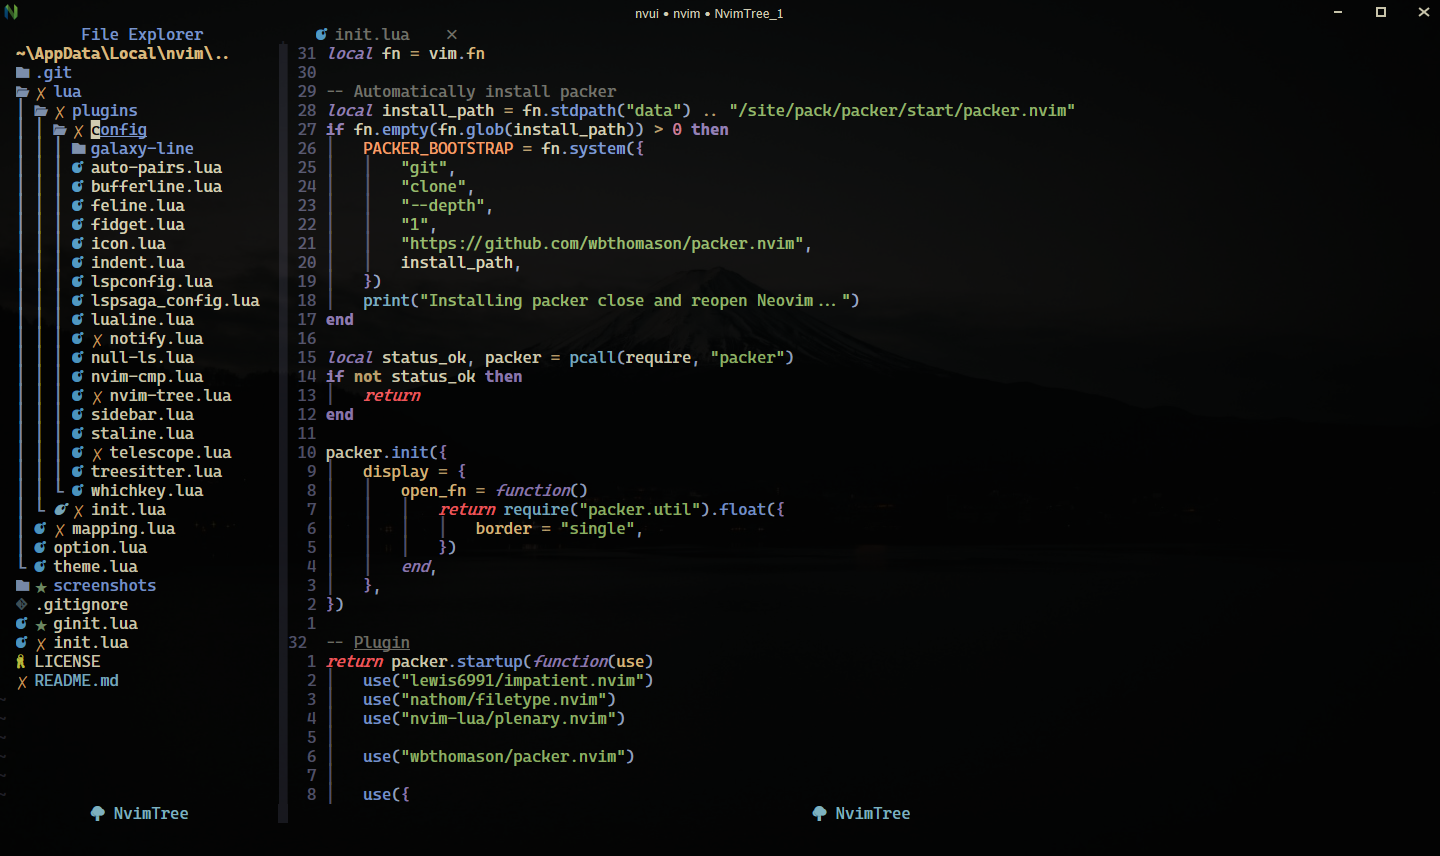 nvui • nvim • NvimTree_1
File Explorer
~\AppData\Local\nvim\..
.git
lua
plugins
config
galaxy-line
auto-pairs.lua
bufferline.lua
feline.lua
fidget.lua
icon.lua
indent.lua
lspconfig.lua
lspsaga_config.lua
lualine.lua
notify.lua
null-ls.lua
nvim-cmp.lua
nvim-tree.lua
sidebar.lua
staline.lua
telescope.lua
treesitter.lua
whichkey.lua
init.lua
mapping.lua
option.lua
theme.lua
screenshots
.gitignore
ginit.lua
init.lua
LICENSE
README.md
NvimTree
init.lua
31 local fn = vim.fn
30
29 -- Automatically install packer
28 local install_path = fn.stdpath("data") .. "/site/pack/packer/start/packer.nvim"
27 if fn.empty(fn.glob(install_path)) > 0 then
26 PACKER_BOOTSTRAP = fn.system({
25 "git",
24 "clone",
23 "--depth",
22 "1",
21 "https://github.com/wbthomason/packer.nvim",
20 install_path,
19 })
18 print("Installing packer close and reopen Neovim...")
17 end
16
15 local status_ok, packer = pcall(require, "packer")
14 if not status_ok then
13 return
12 end
11
10 packer.init({
9 display = {
8 open_fn = function()
7 return require("packer.util").float({
6 border = "single",
5 })
4 end,
3 },
2 })
1
32 -- Plugin
1 return packer.startup(function(use)
2 use("lewis6991/impatient.nvim")
3 use("nathom/filetype.nvim")
4 use("nvim-lua/plenary.nvim")
5
6 use("wbthomason/packer.nvim")
7
8 use({
NvimTree